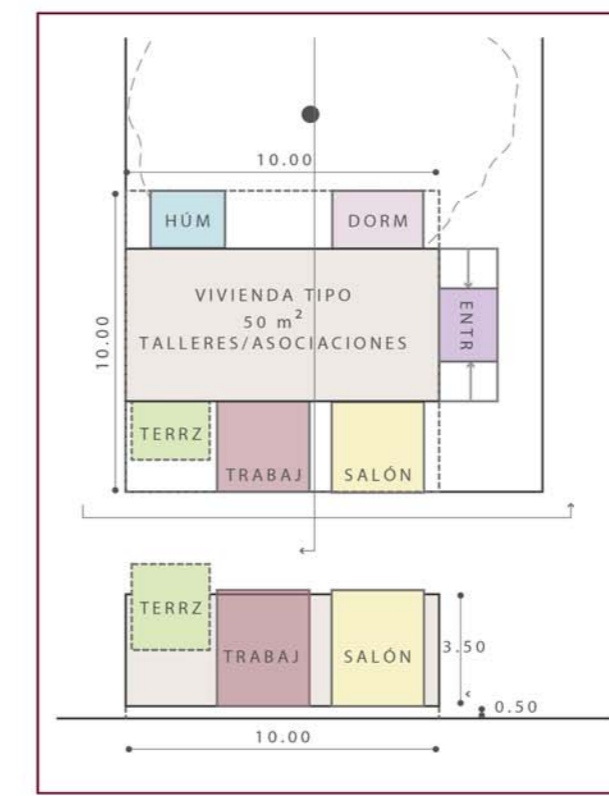 10.00
HÚM
DORM
VIVIENDA TIPO
50 m²
TALLERES/ASOCIACIONES
ENTR
10.00
TERRZ
TRABAJ
SALÓN
TERRZ
TRABAJ
SALÓN
3.50
0.50
10.00